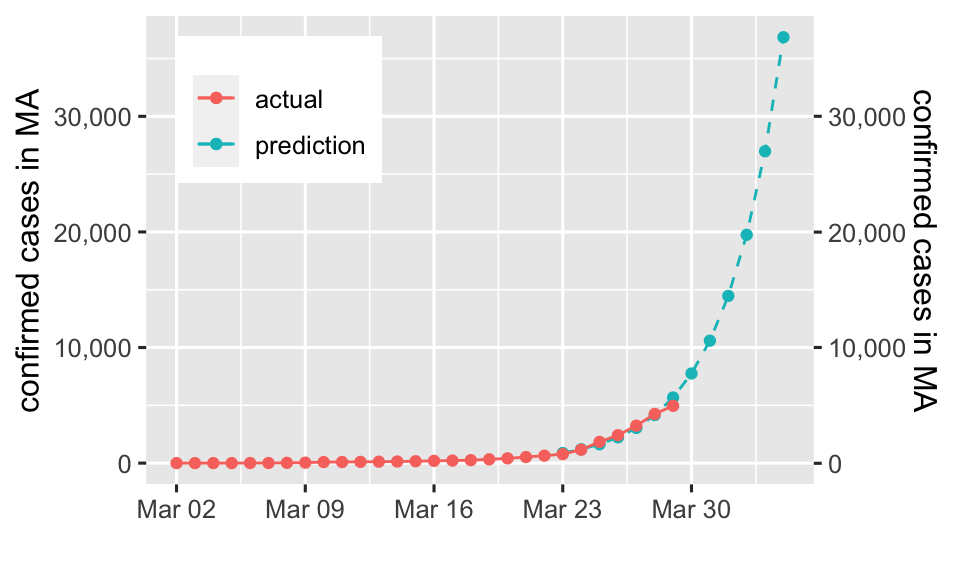 confirmed cases in MA
30,000
20,000
10,000
0
actual
prediction
30,000
20,000
10,000
0
confirmed cases in MA
Mar 02 Mar 09 Mar 16 Mar 23 Mar 30